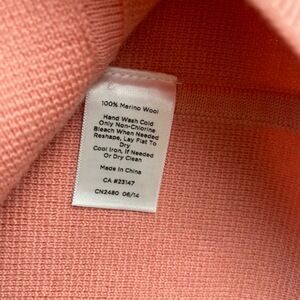 100% Merino Wool
Hand Wash Cold
Only Non-Chlorine
Bleach When Needed
Reshape, Lay Flat To
Dry
Cool Iron, If Needed
Or Dry Clean
Made In China
CA #23147
CN2480 06/14